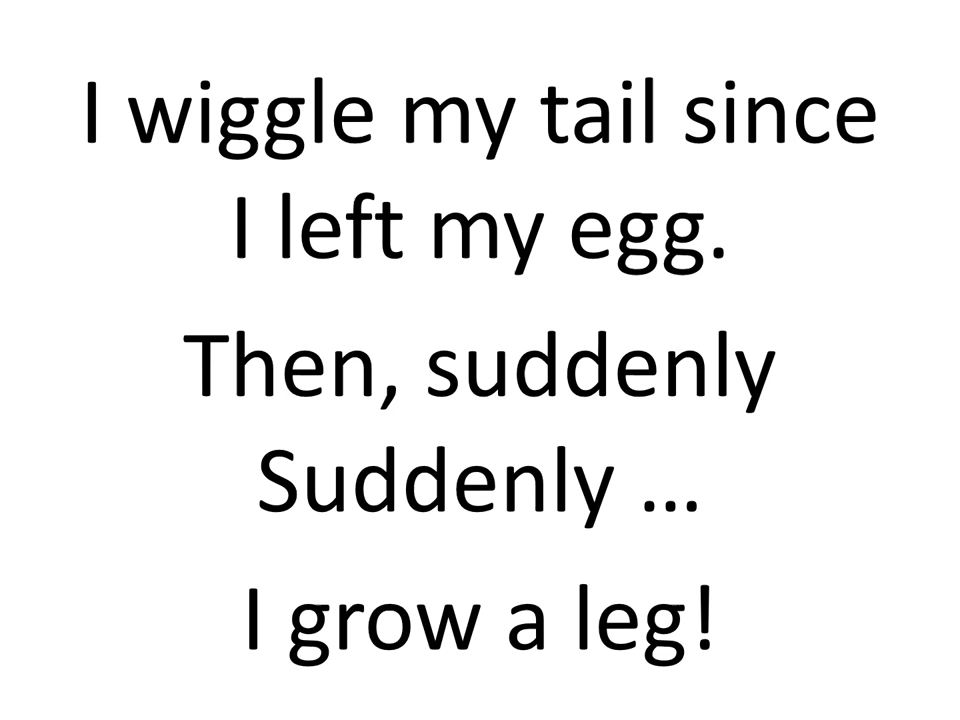 I wiggle my tail since
I left my egg.
Then, suddenly
Suddenly …
I grow a leg!